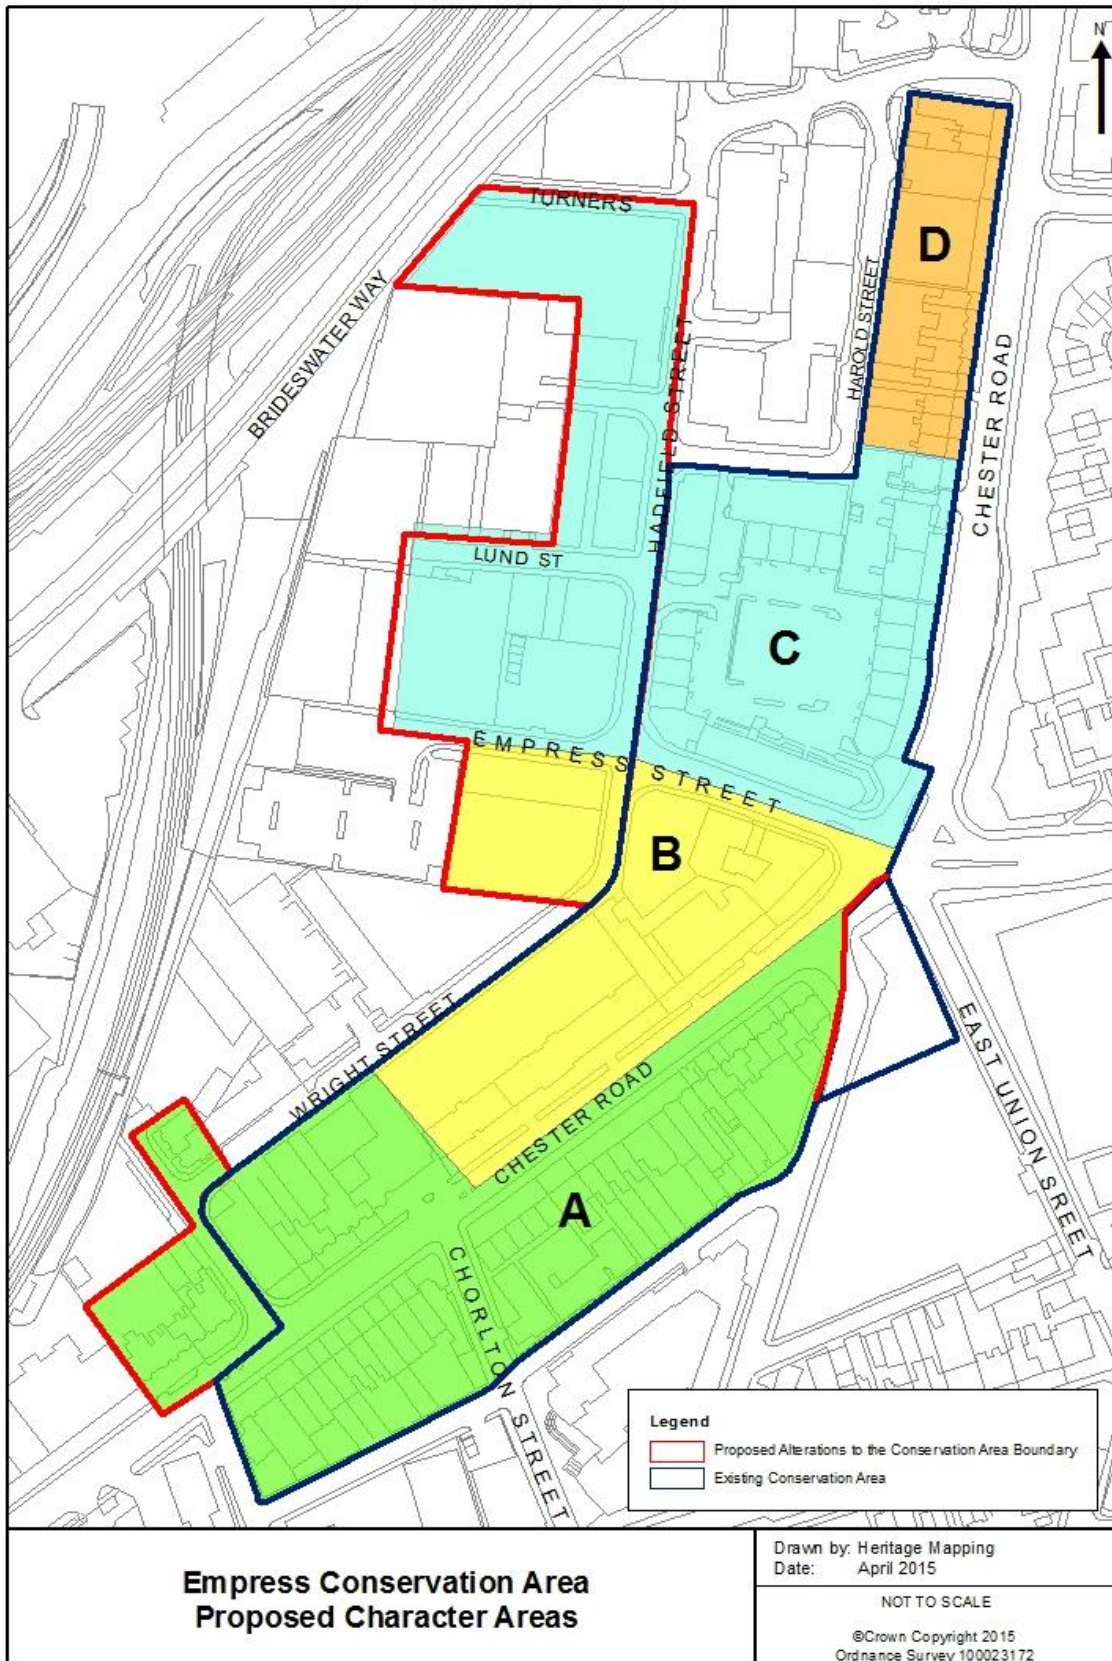 N
TURNERS
BRIDESWATER WAY
HADFIELD STREET
HAROLD STREET
D
CHESTER ROAD
LUND ST
C
EMPRESS STREET
B
WRIGHT STREET
CHESTER ROAD
EAST UNION SREET
A
CHORLTON STREET
Legend
Proposed Alterations to the Conservation Area Boundary
Existing Conservation Area
Empress Conservation Area
Proposed Character Areas
Drawn by: Heritage Mapping
Date: April 2015
NOT TO SCALE
©Crown Copyright 2015
Ordnance Survey 100023172